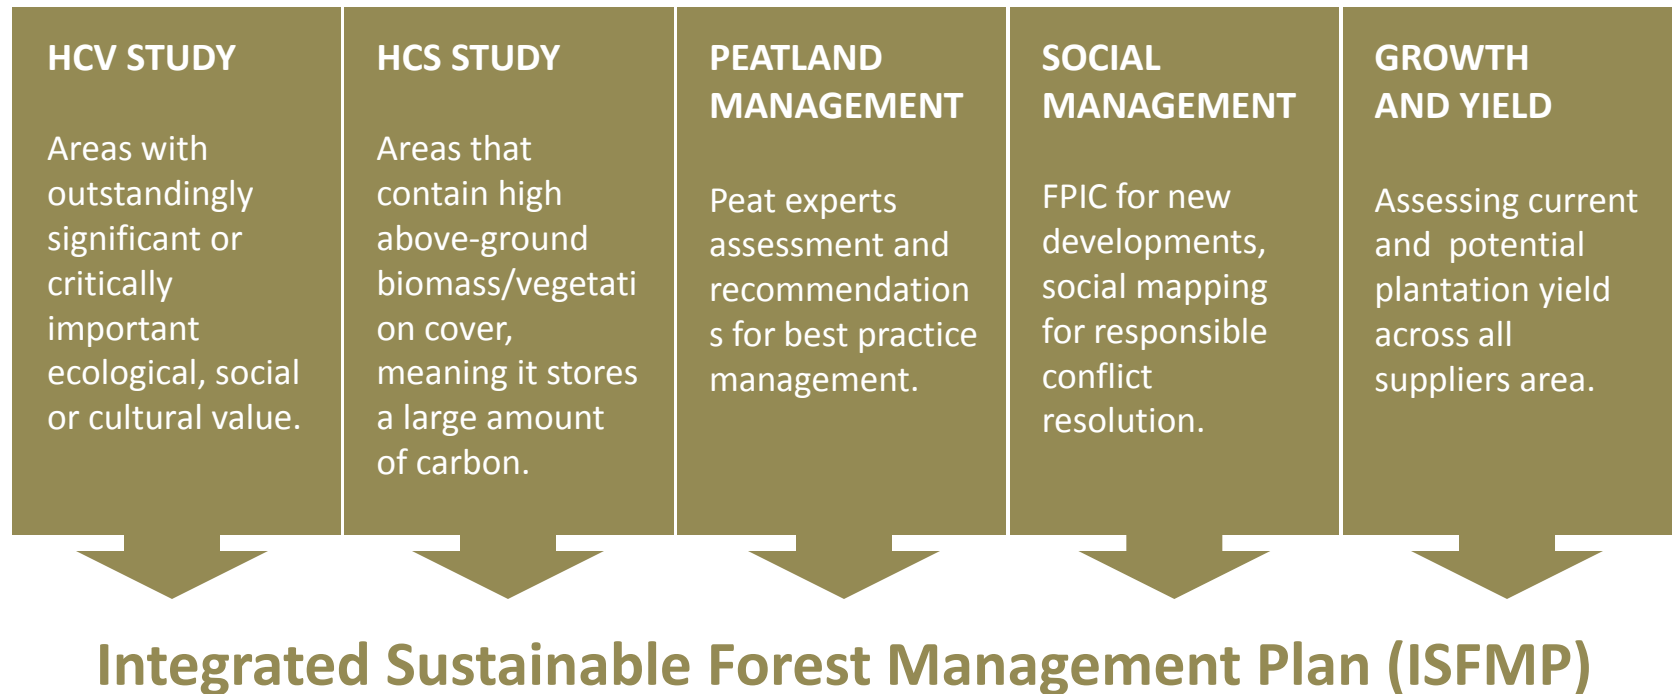 HCV STUDY
Areas with
outstandingly
significant or
critically
important
ecological, social
or cultural value.
HCS STUDY
Areas that
contain high
above-ground
biomass/vegetati
on cover,
meaning it stores
a large amount
of carbon.
PEATLAND
MANAGEMENT
Peat experts
assessment and
recommendation
s for best practice
management.
SOCIAL
MANAGEMENT
FPIC for new
developments,
social mapping
for responsible
conflict
resolution.
GROWTH
AND YIELD
Assessing current
and  potential
plantation yield
across all
suppliers area.
Integrated Sustainable Forest Management Plan (ISFMP)